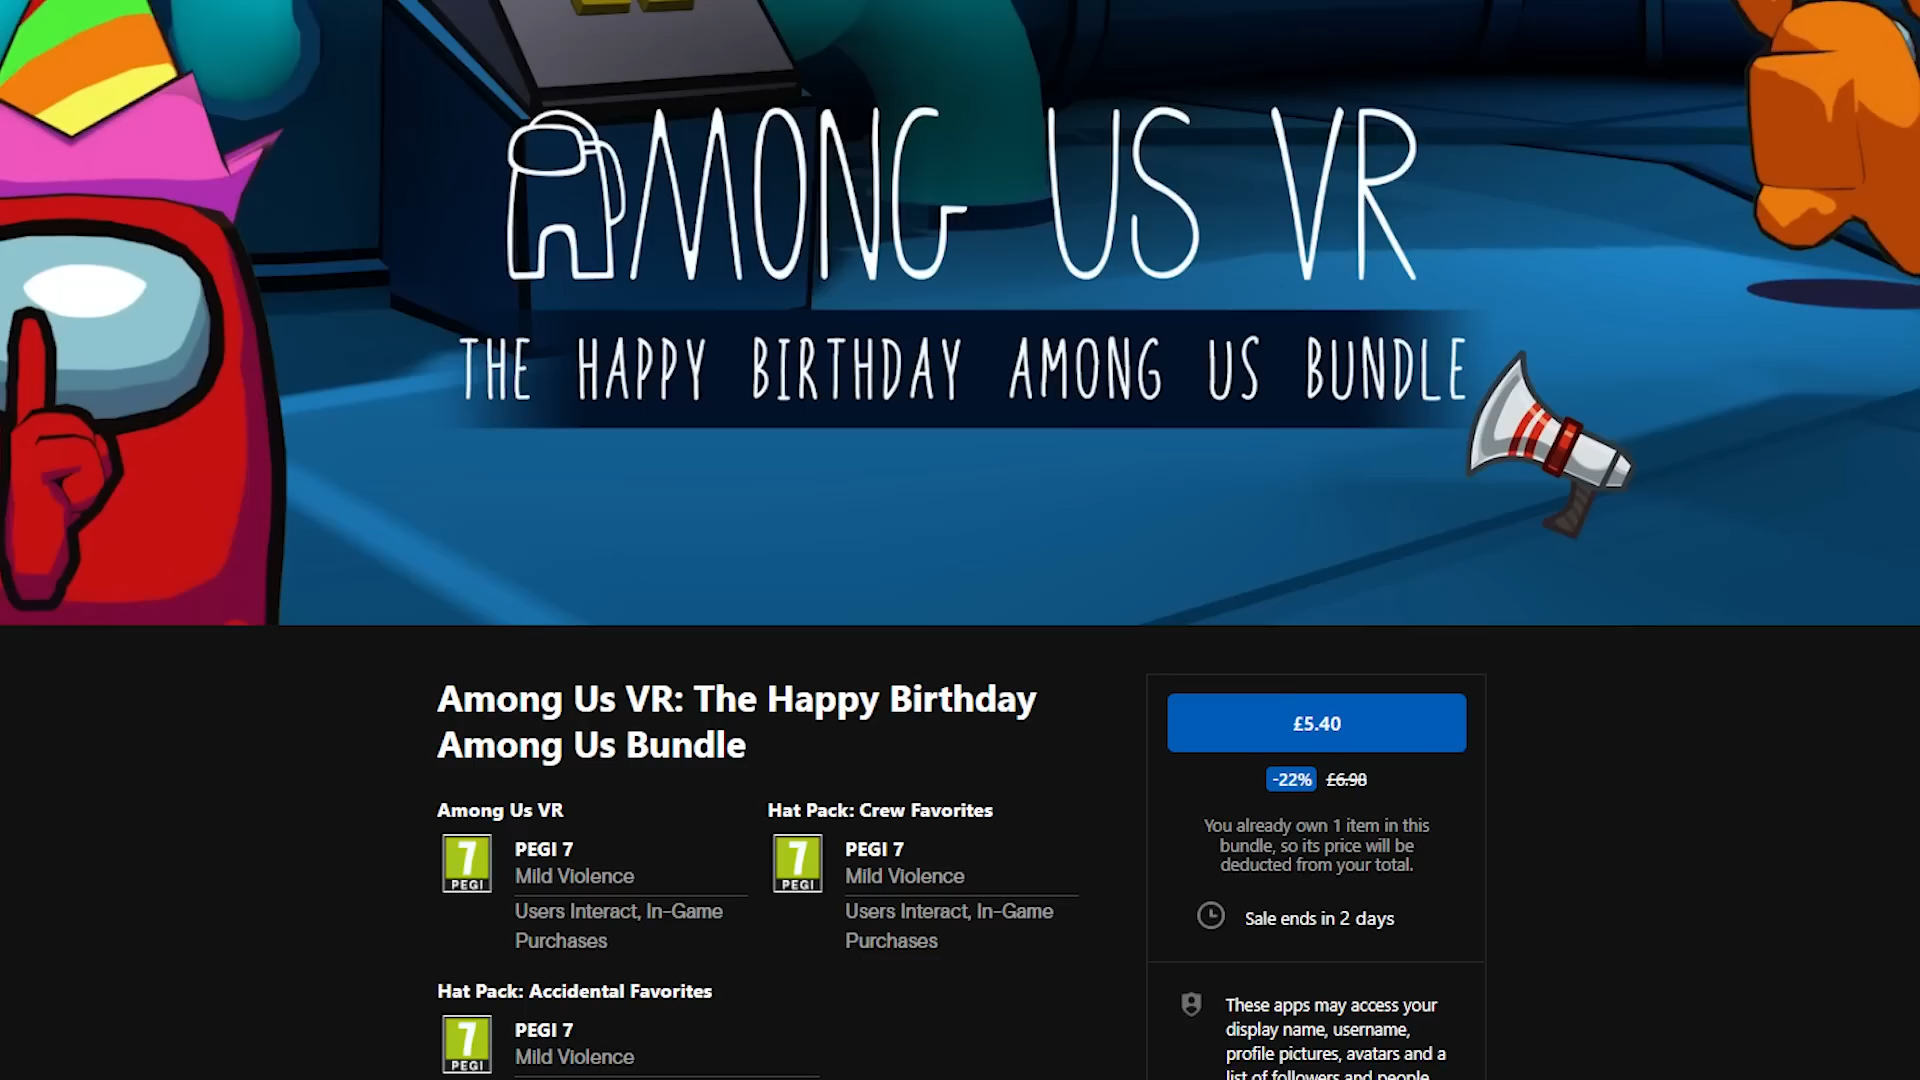 AMONG US VR
THE HAPPY BIRTHDAY AMONG US BUNDLE
Among Us VR: The Happy Birthday
Among Us Bundle
£5.40
-22% £6.98
You already own 1 item in this
bundle, so its price will be
deducted from your total.
Sale ends in 2 days
These apps may access your
display name, username,
profile pictures, avatars and a
list of followers and people
Among Us VR
7
PEGI
PEGI 7
Mild Violence
Users Interact, In-Game
Purchases
Hat Pack: Crew Favorites
7
PEGI
PEGI 7
Mild Violence
Users Interact, In-Game
Purchases
Hat Pack: Accidental Favorites
7
PEGI
PEGI 7
Mild Violence